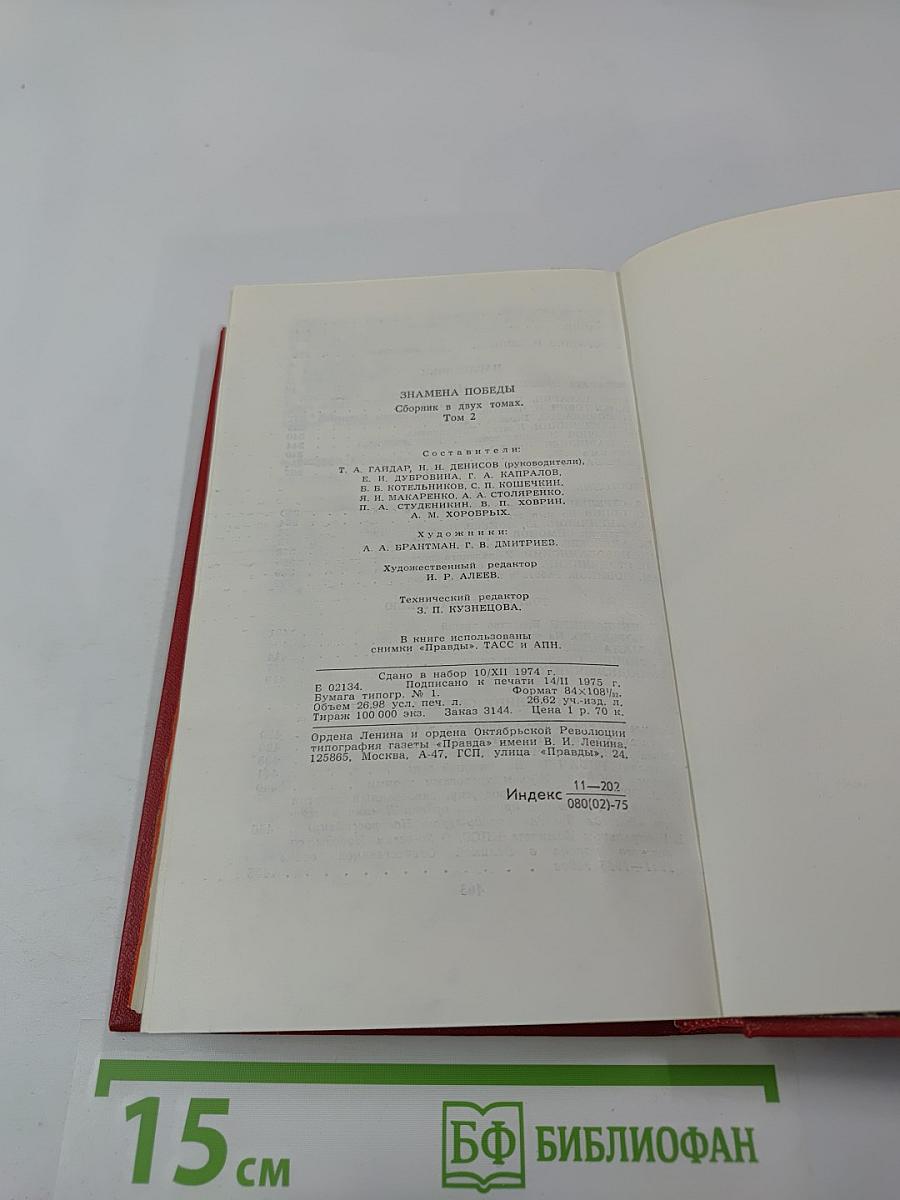 ЗНАМЕНА ПОБЕДЫ
Сборник в двух томах.
Том 2
Составители:
Т. А. ГАЙДАР, Н. Н. ДЕНИСОВ (руководители),
Е. И. ДУБРОВИНА, Г. А. КАПРАЛОВ,
Б. Б. КОТЕЛЬНИКОВ, С. П. КОШЕЧКИН,
Я. И. МАКАРЕНКО, А. А. СТОЛЯРЕНКО,
П. А. СТУДЕНИКИН, В. П. ХОВРИН,
А. М. ХОРОБРЫХ.
Художники:
А. А. БРАНТМАН, Г. В. ДМИТРИЕВ.
Художественный редактор
И. Р. АЛЕЕВ.
Технический редактор
З. П. КУЗНЕЦОВА.
В книге использованы
снимки «Правды», ТАСС и АПН.
Сдано в набор 10/XII 1974 г.
Б 02134. Подписано к печати 14/II 1975 г.
Бумага типогр. № 1. Формат 84×108¹/₃₂.
Объем 26,98 усл. печ. л. 26,62 уч.-изд. л.
Тираж 100 000 экз. Заказ 3144. Цена 1 р. 70 к.
Ордена Ленина и ордена Октябрьской Революции
типография газеты «Правда» имени В. И. Ленина,
125865, Москва, А-47, ГСП, улица «Правды», 24.
Индекс 11—202
080(02)-75
15 см
БФ БИБЛИОФАН